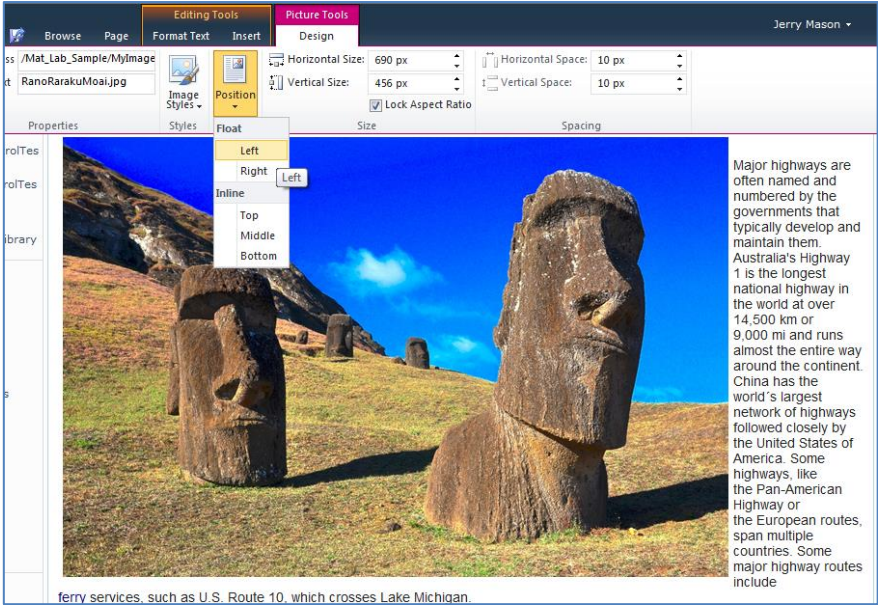 Editing Tools
Picture Tools
Jerry Mason
Browse
Page
Format Text
Insert
Design
ss
/Mat_Lab_Sample/MyImage
xt
RanoRarakuMoai.jpg
Properties
Image
Styles
Styles
Position
Horizontal Size:
690 px
Vertical Size:
456 px
Lock Aspect Ratio
Size
Horizontal Space:
10 px
Vertical Space:
10 px
Spacing
Float
Left
Right
Left
Inline
Top
Middle
Bottom
rolTes
rolTes
ibrary
s
Major highways are
often named and
numbered by the
governments that
typically develop and
maintain them.
Australia's Highway
1 is the longest
national highway in
the world at over
14,500 km or
9,000 mi and runs
almost the entire way
around the continent.
China has the
world´s largest
network of highways
followed closely by
the United States of
America. Some
highways, like
the Pan-American
Highway or
the European routes,
span multiple
countries. Some
major highway routes
include
ferry services, such as U.S. Route 10, which crosses Lake Michigan.